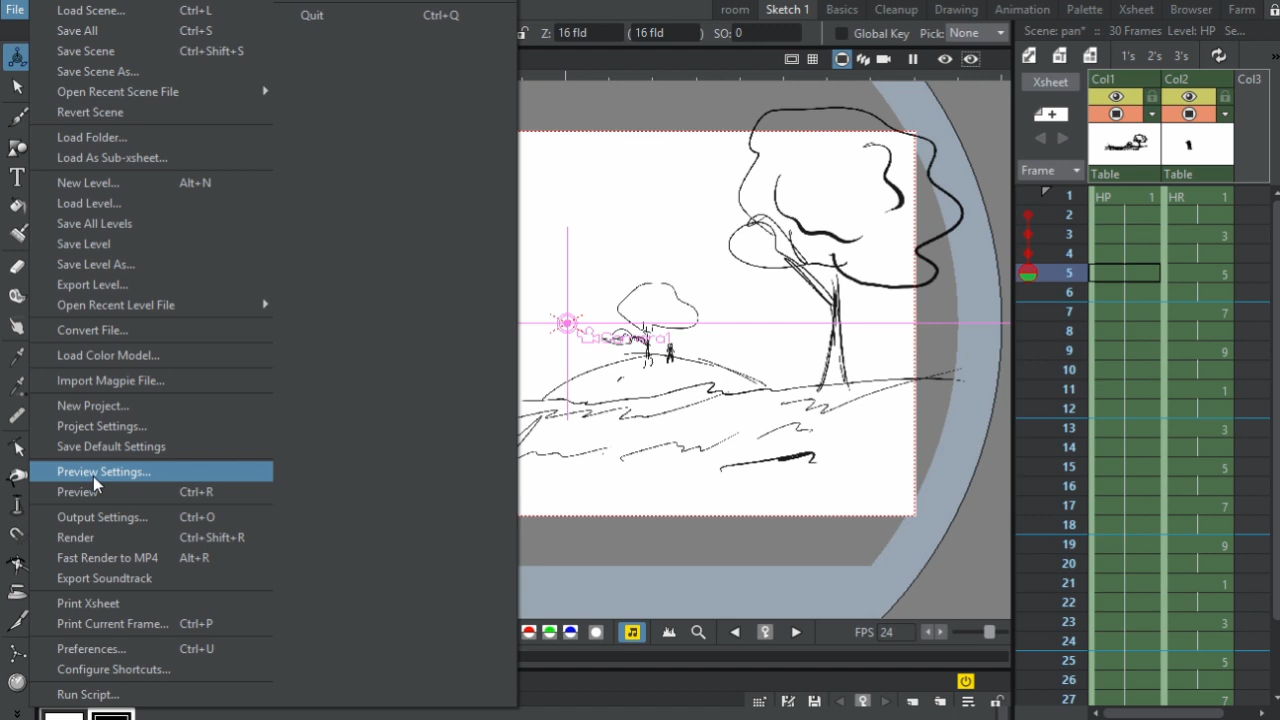 File
Load Scene... Ctrl+L
Save All Ctrl+S
Save Scene Ctrl+Shift+S
Save Scene As...
Open Recent Scene File
Revert Scene
Load Folder...
Load As Sub-xsheet...
New Level... Alt+N
Load Level...
Save All Levels
Save Level
Save Level As...
Export Level...
Open Recent Level File
Convert File...
Load Color Model...
Import Magpie File...
New Project...
Project Settings...
Save Default Settings
Preview Settings...
Preview Ctrl+R
Output Settings... Ctrl+O
Render Ctrl+Shift+R
Fast Render to MP4 Alt+R
Export Soundtrack
Print Xsheet
Print Current Frame... Ctrl+P
Preferences... Ctrl+U
Configure Shortcuts...
Run Script...
Quit Ctrl+Q
room Sketch 1 Basics Cleanup Drawing Animation Palette Xsheet Browser Farm
Z: 16 fld ( 16 fld ) SO: 0 Global Key Pick: None
Camera1
FPS 24
Scene: pan* :: 30 Frames Level: HP Se...
1's 2's 3's
Xsheet Col1 Col2 Col3
Frame Table Table
1 HP 1 HR 1
2
3 3
4
5 5
6
7 7
8
9 9
10
11 1
12
13 3
14
15 5
16
17 7
18
19 9
20
21 1
22
23 3
24
25 5
26
27 7